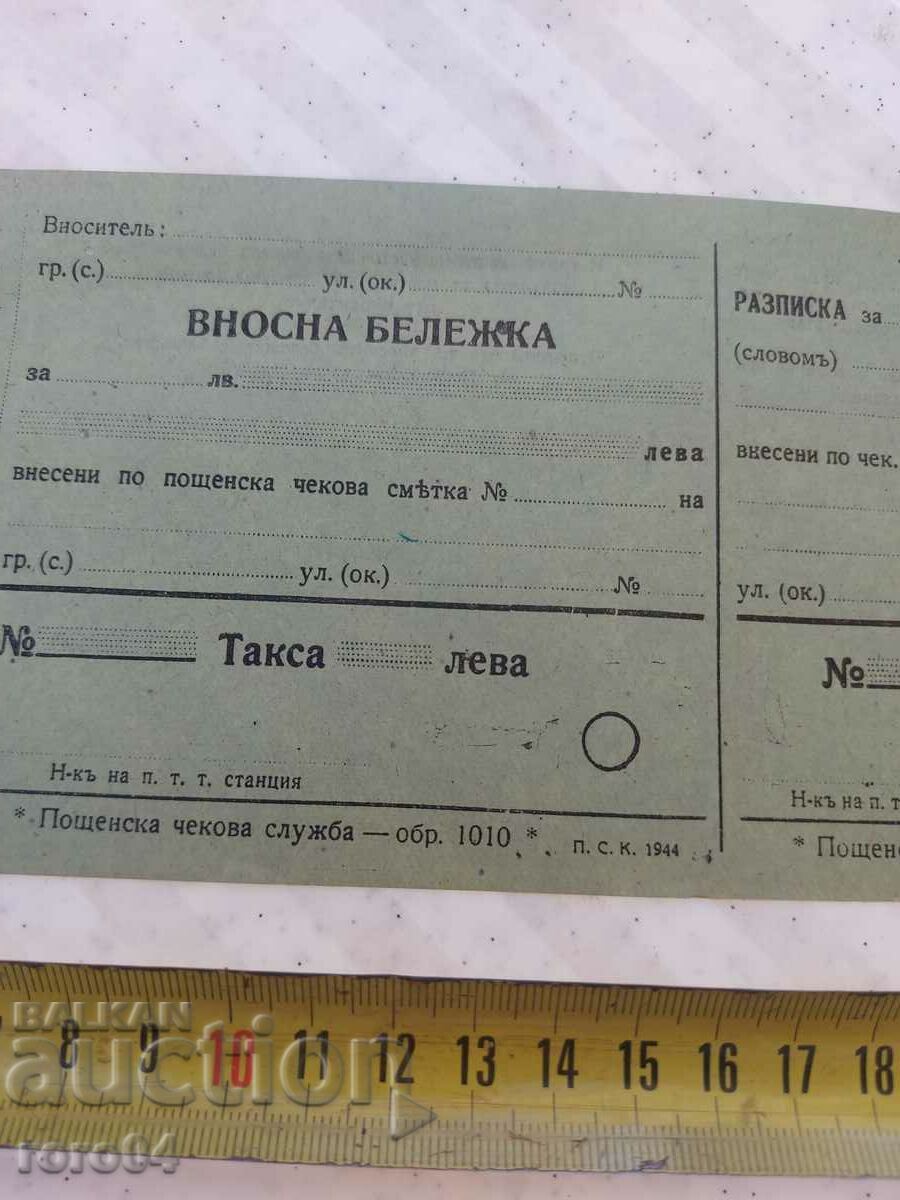 Вноситель:
гр. (с.) ул. (ок.) №
ВНОСНА БЕЛЕЖКА
за лв.
лева
внесени по пощенска чекова смѣтка № на
гр. (с.) ул. (ок.) №
№ Такса лева
Н-къ на п. т. т. станция
* Пощенска чекова служба — обр. 1010 *
П. С. К. 1944
РАЗПИСКА за
(словомъ)
внесени по чек.
ул. (ок.)
№
Н-къ на п. т
* Пощен
8 9 10 11 12 13 14 15 16 17 18
BALKAN
auction
roro04